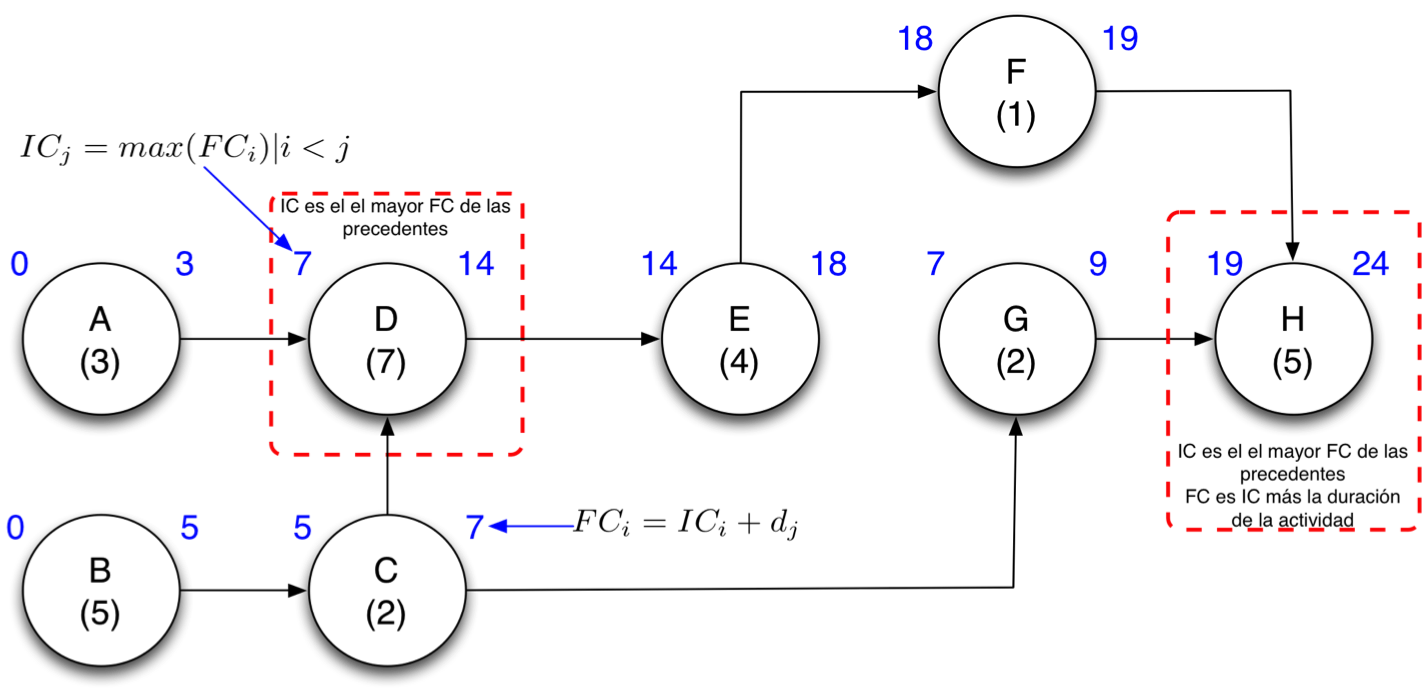 18
19
F
(1)
IC_j = max(FC_i)|i < j
IC es el el mayor FC de las
precedentes
0
3
7
14
14
18
7
9
19
24
A
(3)
D
(7)
E
(4)
G
(2)
H
(5)
IC es el el mayor FC de las
precedentes
FC es IC más la duración
de la actividad
0
5
5
7
FC_i = IC_i + d_j
B
(5)
C
(2)